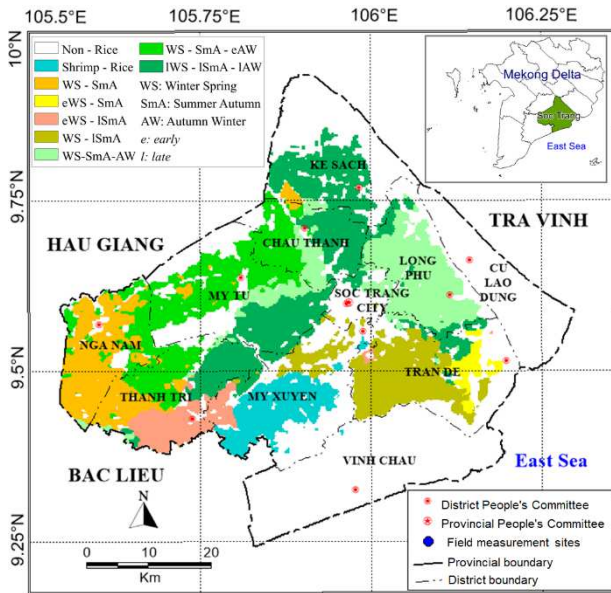 105.5°E 105.75°E 106°E 106.25°E
10°N
9.75°N
9.5°N
9.25°N
Non - Rice
Shrimp - Rice
WS - SmA
eWS - SmA
eWS - lSmA
WS - lSmA
WS-SmA-AW
WS - SmA - eAW
lWS - lSmA - lAW
WS: Winter Spring
SmA: Summer Autumn
AW: Autumn Winter
e: early
l: late
Mekong Delta
Soc Trang
East Sea
KE SACH
TRA VINH
HAU GIANG
CHAU THANH
LONG
PHU
CU
LAO
DUNG
MY TU
SOC TRANG
CITY
NGA NAM
TRAN DE
THANH TRI
MY XUYEN
VINH CHAU
BAC LIEU
East Sea
N
0 10 20
Km
District People's Committee
Provincial People's Committee
Field measurement sites
Provincial boundary
District boundary